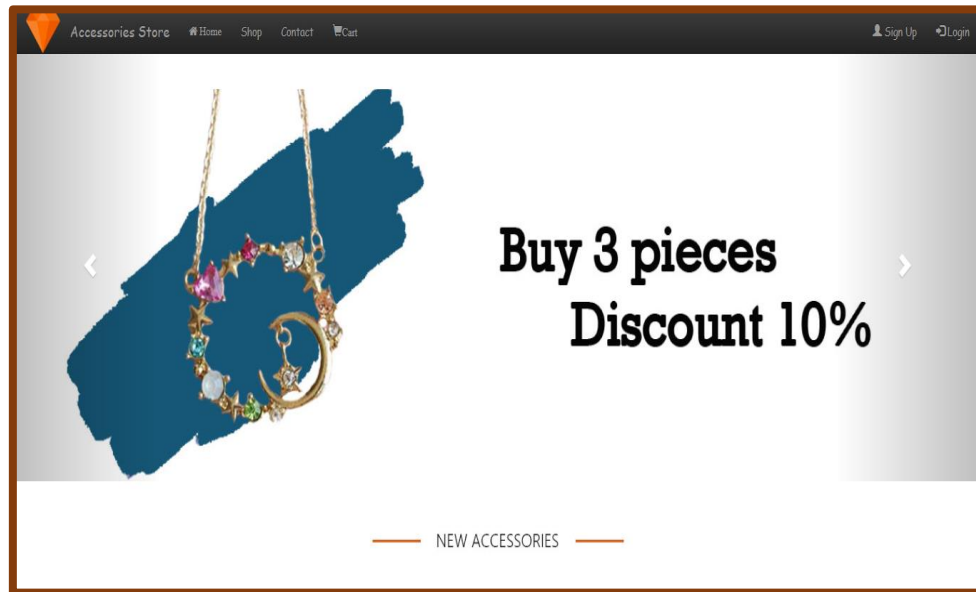 Accessories Store Home Shop Contact Cart Sign Up Login
Buy 3 pieces
Discount 10%
NEW ACCESSORIES